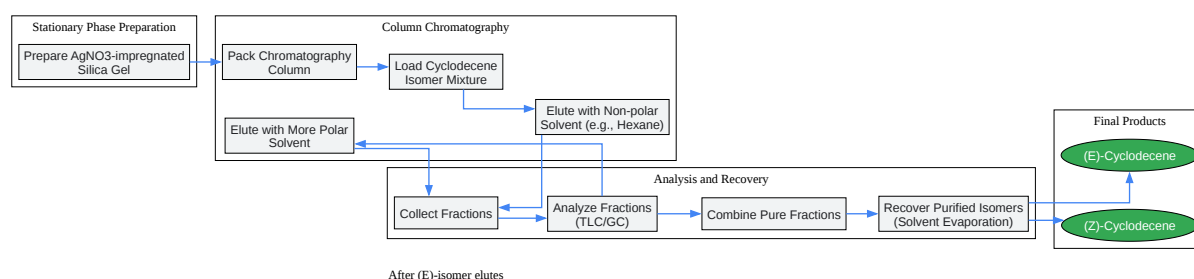 Stationary Phase Preparation
Prepare AgNO3-impregnated
Silica Gel
Column Chromatography
Pack Chromatography
Column
Load Cyclodecene
Isomer Mixture
Elute with Non-polar
Solvent (e.g., Hexane)
Elute with More Polar
Solvent
Analysis and Recovery
Collect Fractions
Analyze Fractions
(TLC/GC)
Combine Pure Fractions
Recover Purified Isomers
(Solvent Evaporation)
Final Products
(E)-Cyclodecene
(Z)-Cyclodecene
After (E)-isomer elutes